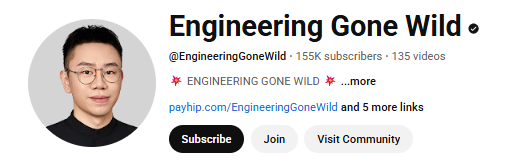 Engineering Gone Wild
@EngineeringGoneWild · 155K subscribers · 135 videos
💥 ENGINEERING GONE WILD 💥 ...more
payhip.com/EngineeringGoneWild and 5 more links
Subscribe Join Visit Community